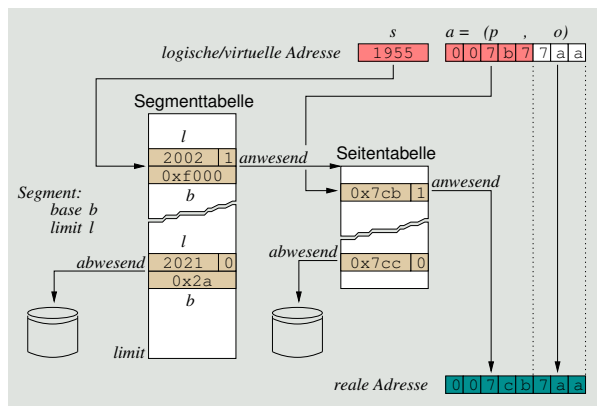 s a = (p , o)
logische/virtuelle Adresse 1955 0 0 7 b 7 7 a a
Segmenttabelle
l
2002 1 anwesend Seitentabelle
0xf000
0x7cb 1 anwesend
Segment: b
base b
limit l
l
abwesend 2021 0 abwesend 0x7cc 0
0x2a
b
limit
reale Adresse 0 0 7 c b 7 a a